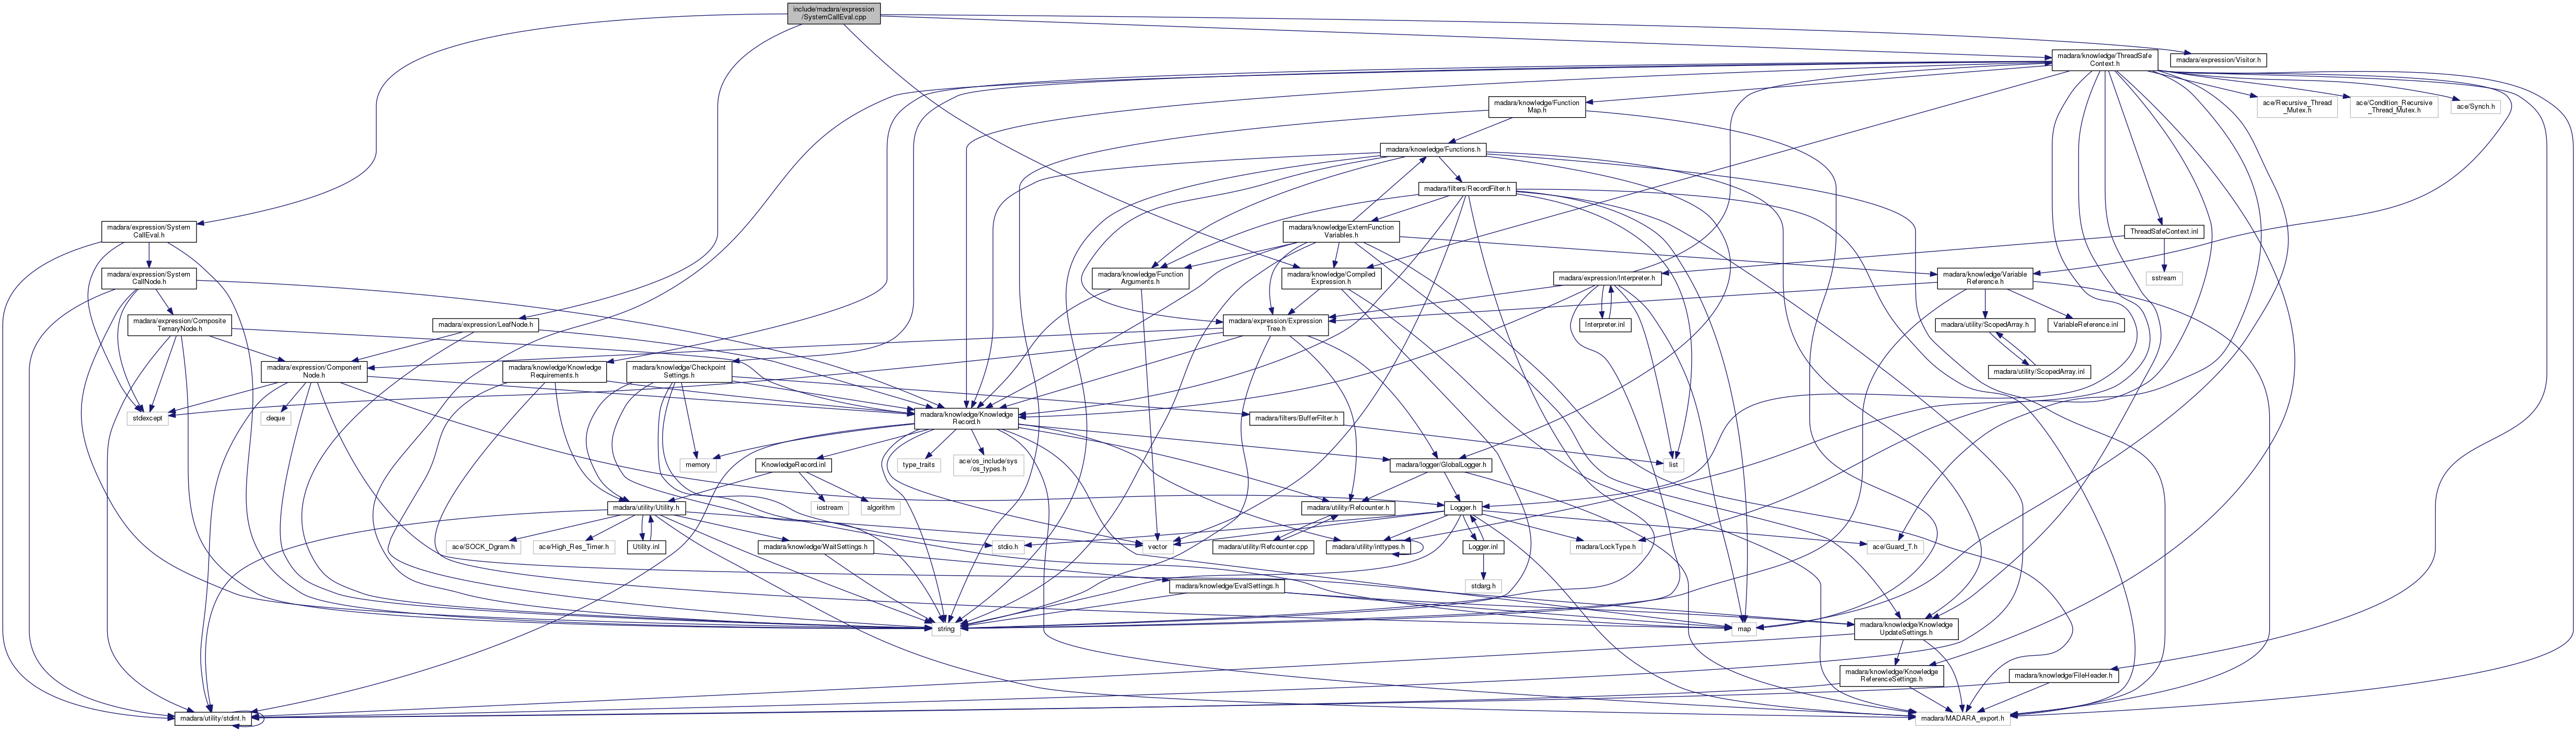 include/madara/expression
/SystemCallEval.cpp
madara/knowledge/ThreadSafe
Context.h
madara/expression/Visitor.h
madara/knowledge/Function
Map.h
ace/Recursive_Thread
_Mutex.h
ace/Condition_Recursive
_Thread_Mutex.h
ace/Synch.h
madara/knowledge/Functions.h
madara/filters/RecordFilter.h
madara/expression/System
CallEval.h
madara/knowledge/ExternFunction
Variables.h
ThreadSafeContext.inl
madara/expression/System
CallNode.h
madara/knowledge/Function
Arguments.h
madara/knowledge/Compiled
Expression.h
madara/expression/Interpreter.h
madara/knowledge/Variable
Reference.h
sstream
madara/expression/Composite
TernaryNode.h
madara/expression/LeafNode.h
madara/expression/Expression
Tree.h
Interpreter.inl
madara/utility/ScopedArray.h
VariableReference.inl
madara/expression/Component
Node.h
madara/knowledge/Knowledge
Requirements.h
madara/knowledge/Checkpoint
Settings.h
madara/utility/ScopedArray.inl
stdexcept
deque
madara/knowledge/Knowledge
Record.h
madara/filters/BufferFilter.h
memory
KnowledgeRecord.inl
type_traits
ace/os_include/sys
/os_types.h
madara/logger/GlobalLogger.h
list
madara/utility/Utility.h
iostream
algorithm
madara/utility/Refcounter.h
Logger.h
ace/SOCK_Dgram.h
ace/High_Res_Timer.h
Utility.inl
madara/knowledge/WaitSettings.h
stdio.h
vector
madara/utility/Refcounter.cpp
madara/utility/inttypes.h
Logger.inl
madara/LockType.h
ace/Guard_T.h
madara/knowledge/EvalSettings.h
stdarg.h
string
map
madara/knowledge/Knowledge
UpdateSettings.h
madara/knowledge/Knowledge
ReferenceSettings.h
madara/knowledge/FileHeader.h
madara/utility/stdint.h
madara/MADARA_export.h